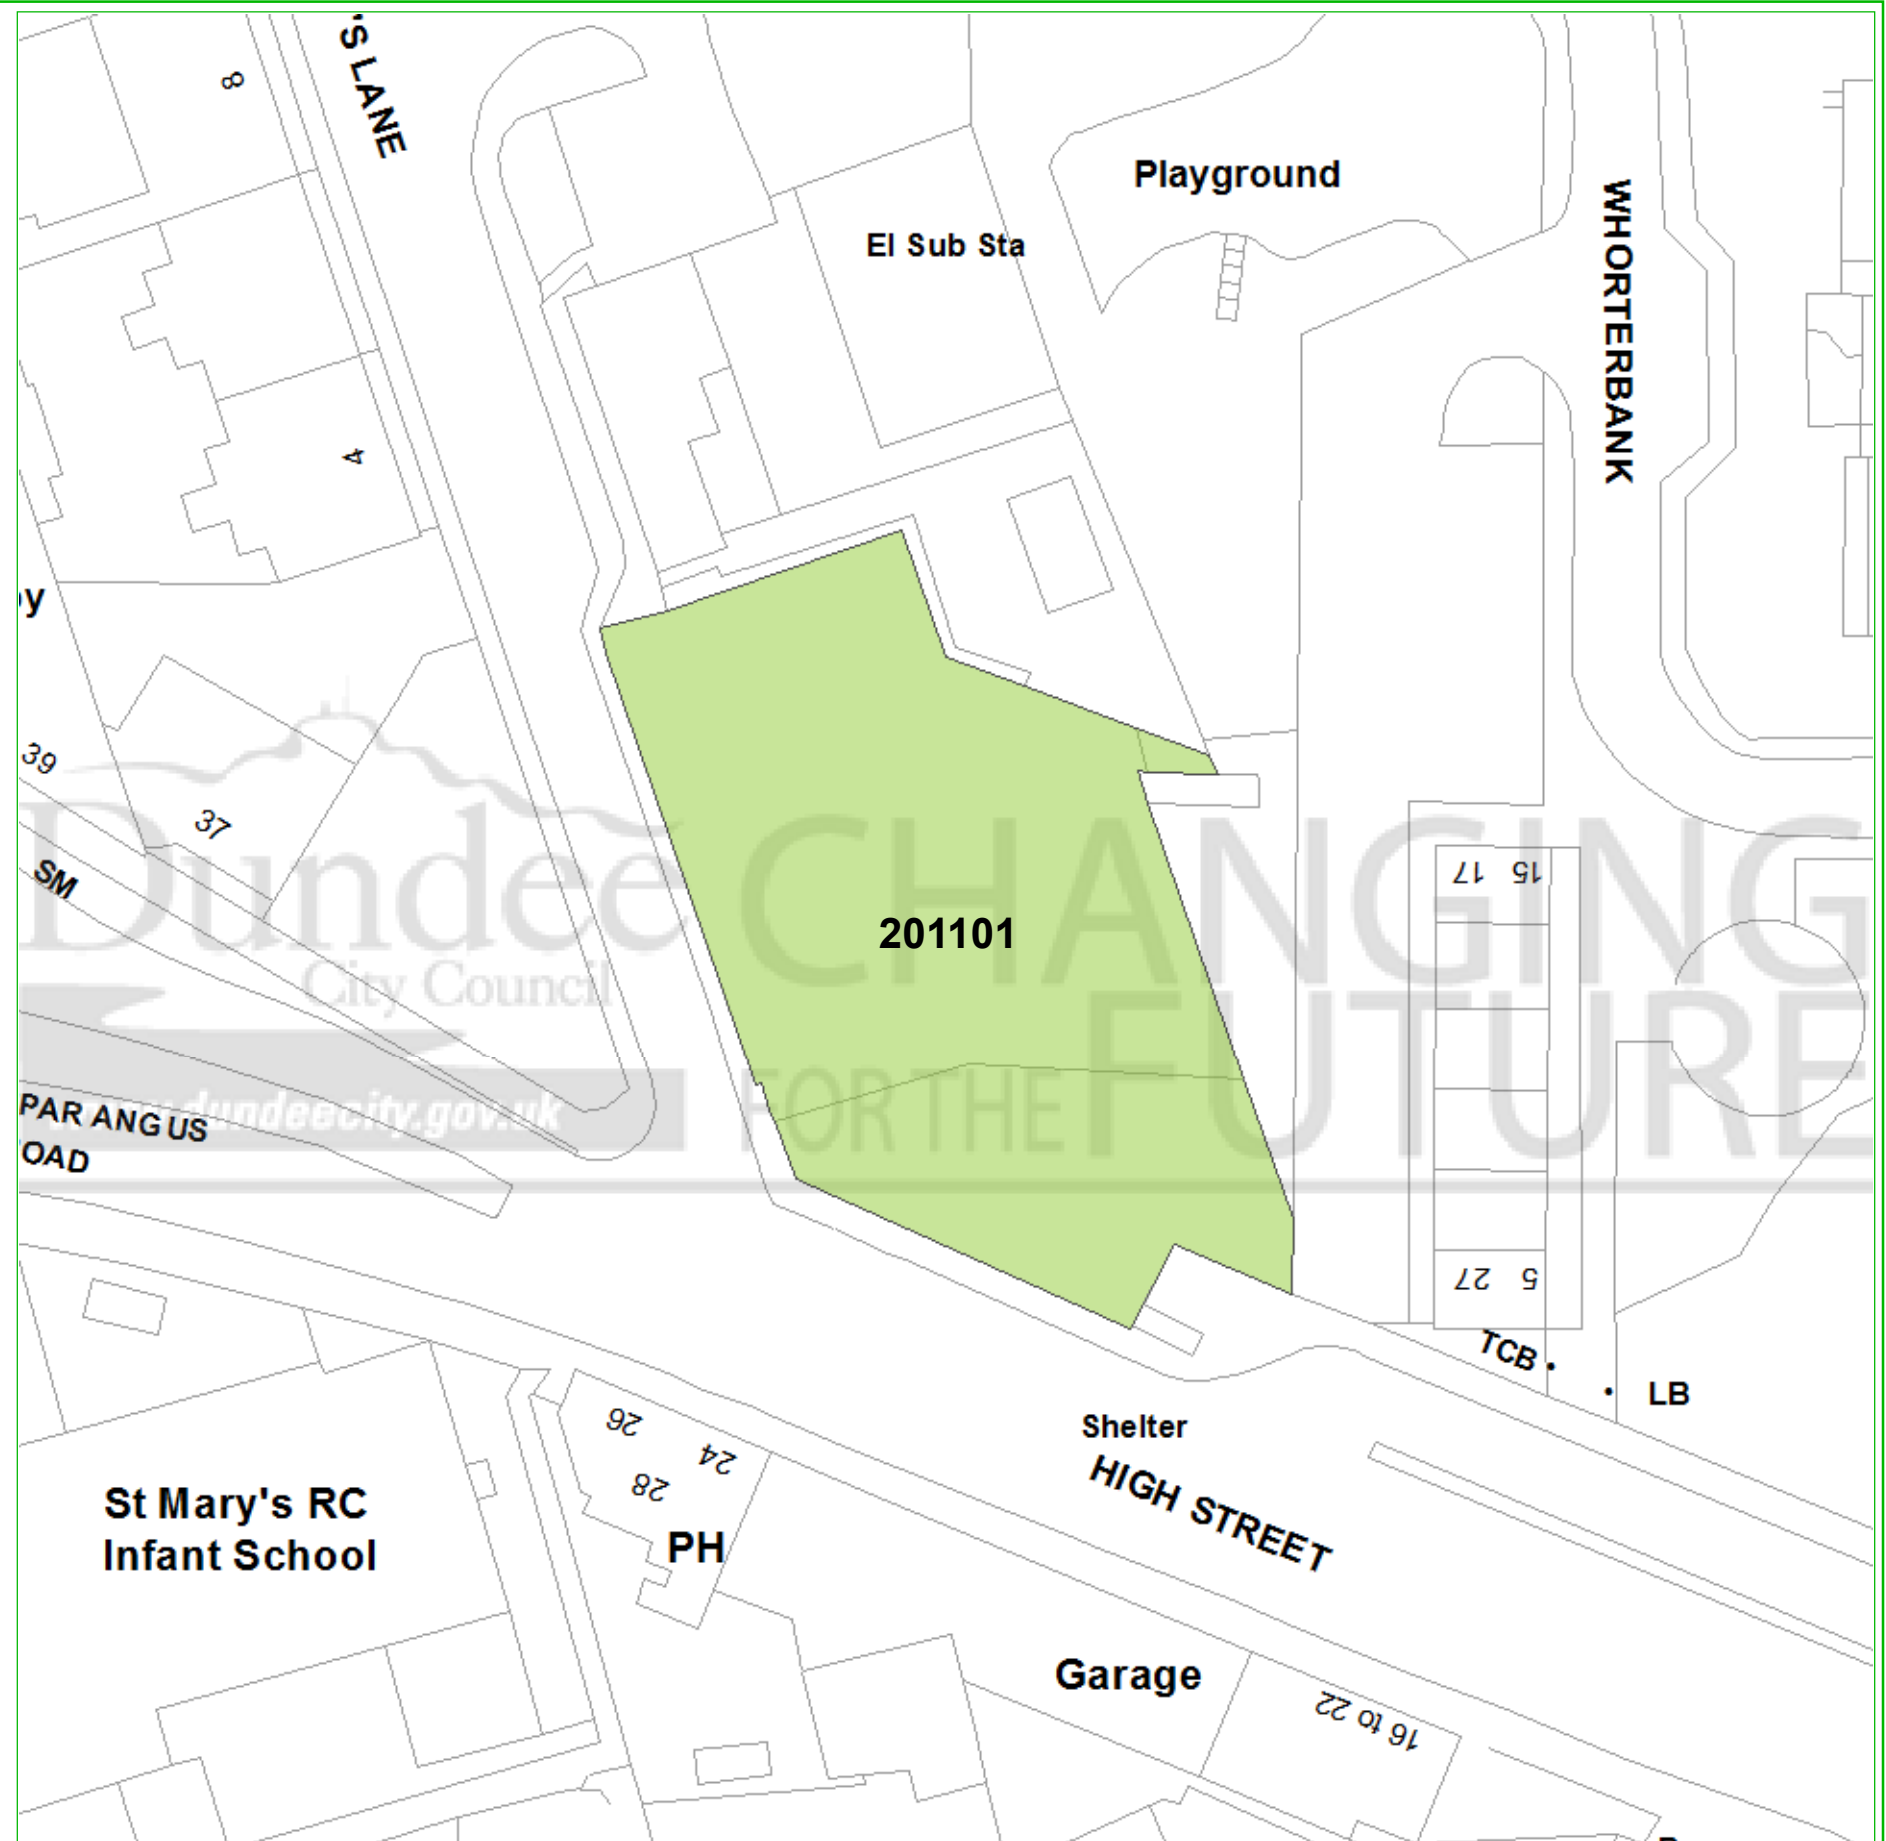 'S LANE
8
Playground
El Sub Sta
WHORTERBANK
4
39
37
SM
Dundee
City Council
CHANGING
FOR THE FUTURE
www.dundeecity.gov.uk
201101
15 17
PAR ANGUS
OAD
5 27
TCB
LB
26
24
28
Shelter
HIGH STREET
St Mary's RC
Infant School
PH
Garage
16 to 22